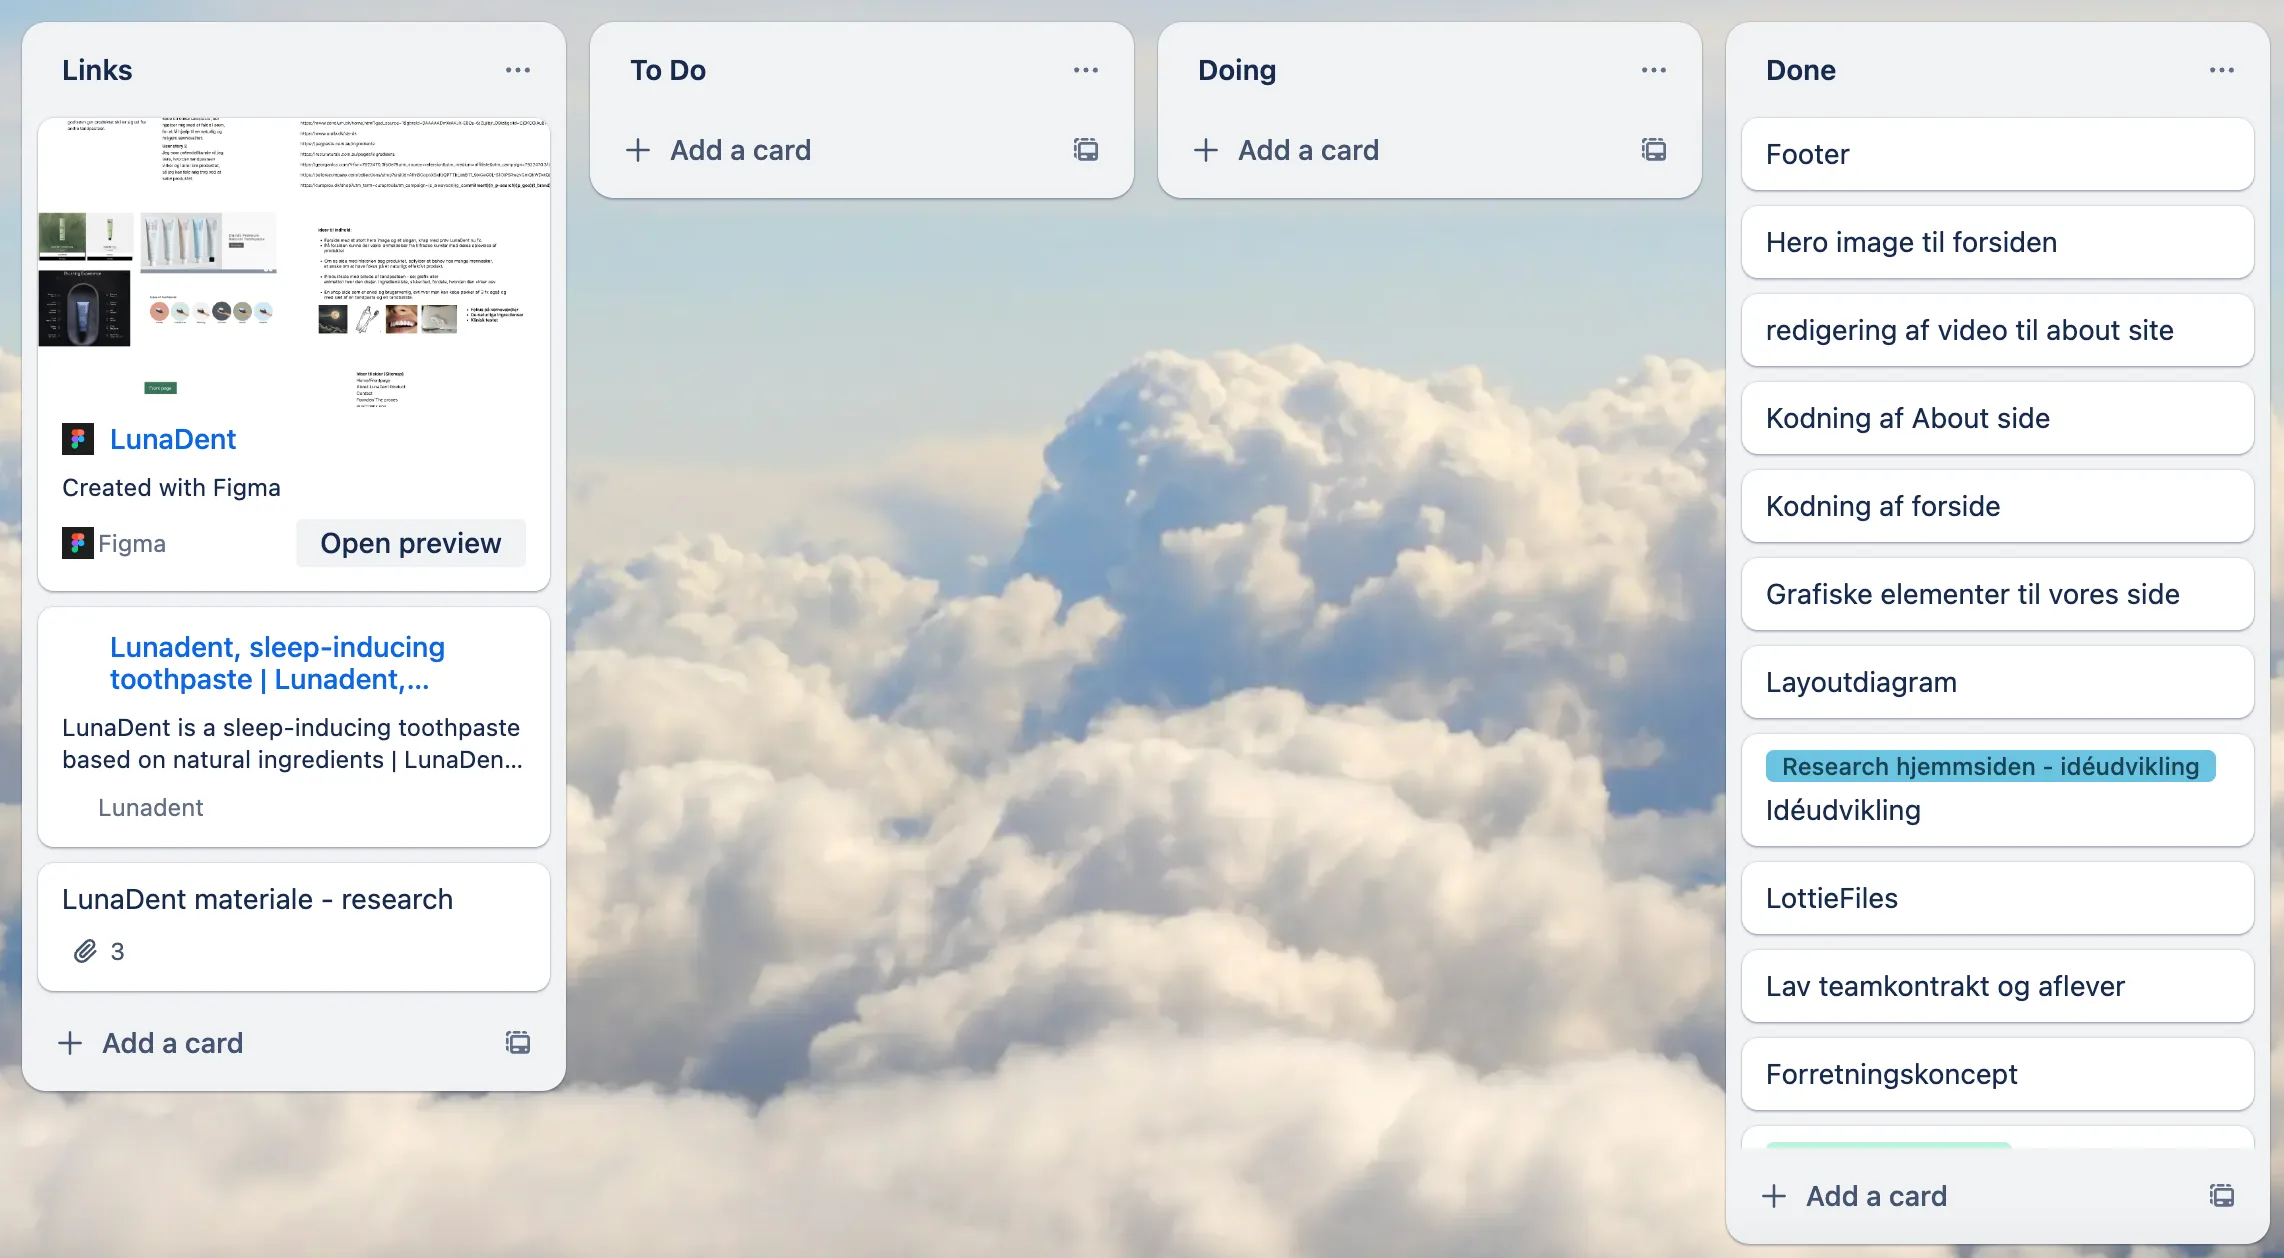 Links
LunaDent
Created with Figma
Figma
Open preview
Lunadent, sleep-inducing
toothpaste | Lunadent,...
LunaDent is a sleep-inducing toothpaste
based on natural ingredients | LunaDen...
Lunadent
LunaDent materiale - research
3
Add a card
To Do
Add a card
Doing
Add a card
Done
Footer
Hero image til forsiden
redigering af video til about site
Kodning af About side
Kodning af forside
Grafiske elementer til vores side
Layoutdiagram
Research hjemmsiden - idéudvikling
Idéudvikling
LottieFiles
Lav teamkontrakt og aflever
Forretningskoncept
Add a card